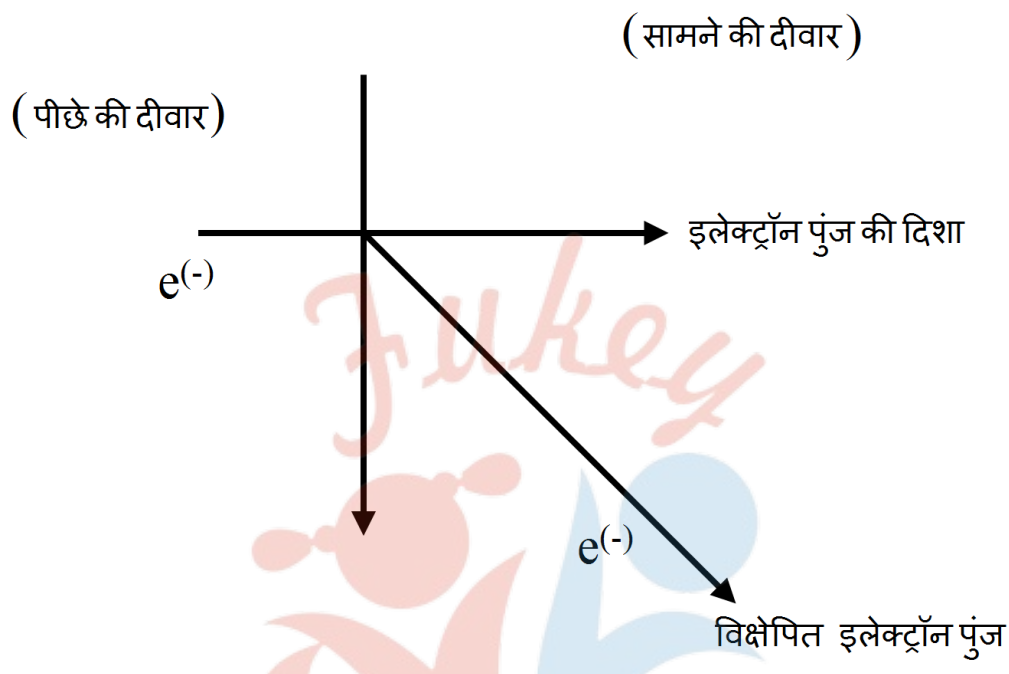 (सामने की दीवार)
(पीछे की दीवार)
इलेक्ट्रॉन पुंज की दिशा
e(-)
Fukey
e(-)
विक्षेपित इलेक्ट्रॉन पुंज